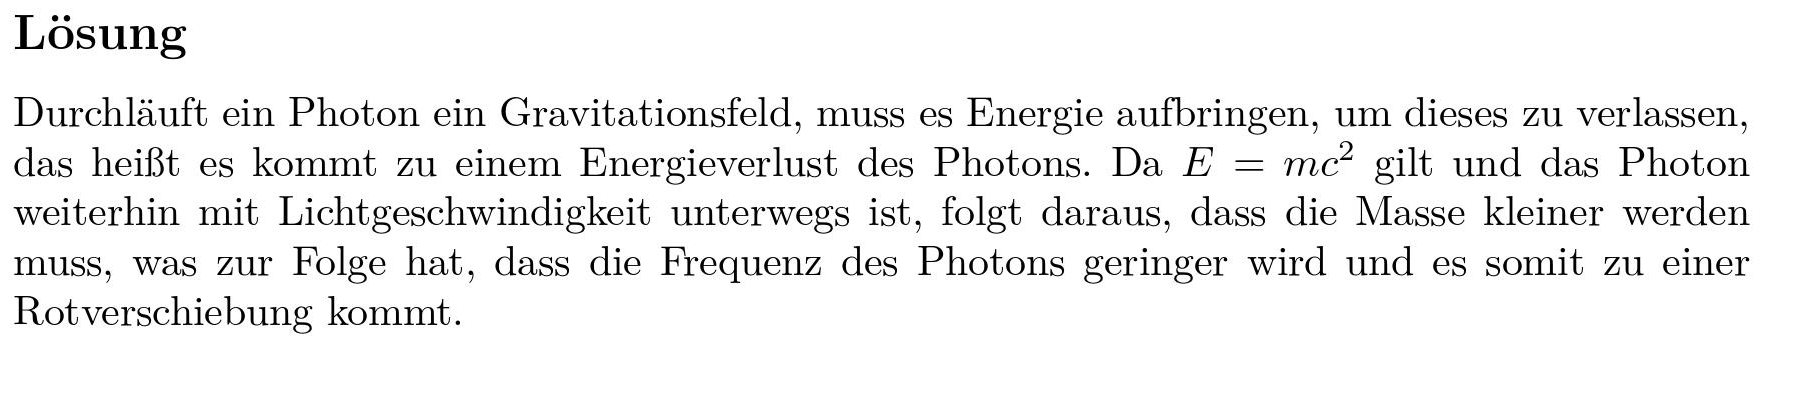 Lösung
Durchläuft ein Photon ein Gravitationsfeld, muss es Energie aufbringen, um dieses zu verlassen,
das heißt es kommt zu einem Energieverlust des Photons. Da E = mc² gilt und das Photon
weiterhin mit Lichtgeschwindigkeit unterwegs ist, folgt daraus, dass die Masse kleiner werden
muss, was zur Folge hat, dass die Frequenz des Photons geringer wird und es somit zu einer
Rotverschiebung kommt.